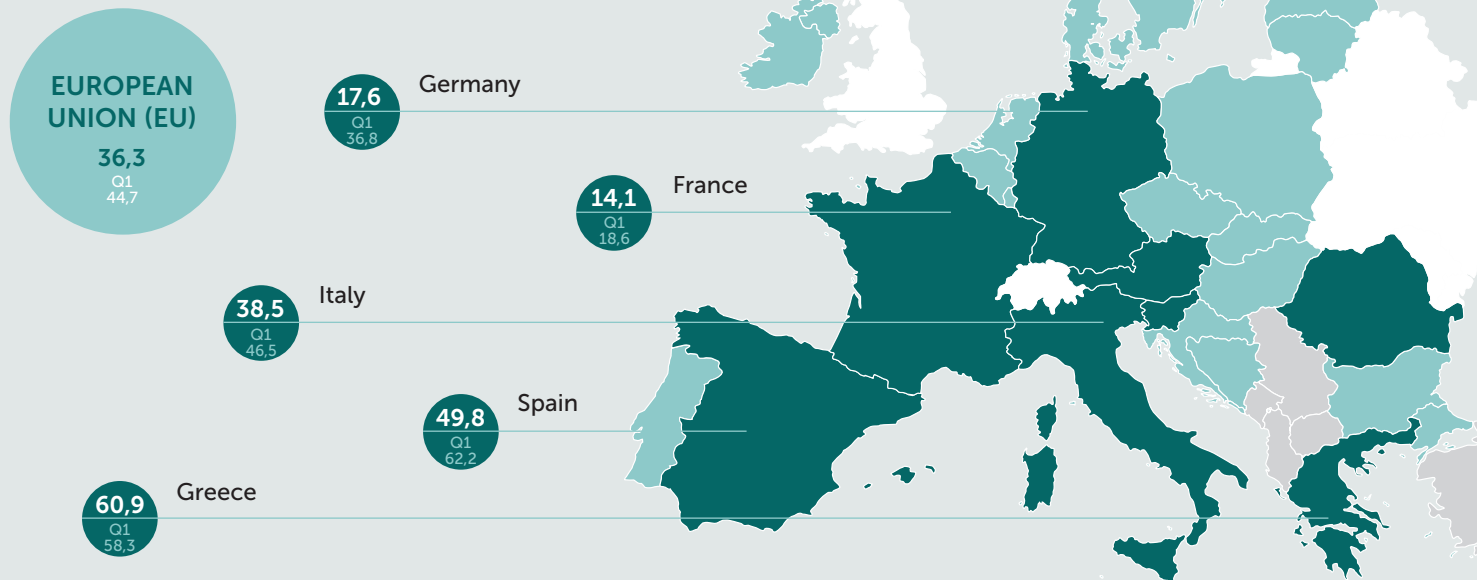 EUROPEAN
UNION (EU)
36,3
Q1
44,7
Germany
17,6
Q1
36,8
France
14,1
Q1
18,6
Italy
38,5
Q1
46,5
Spain
49,8
Q1
62,2
Greece
60,9
Q1
58,3